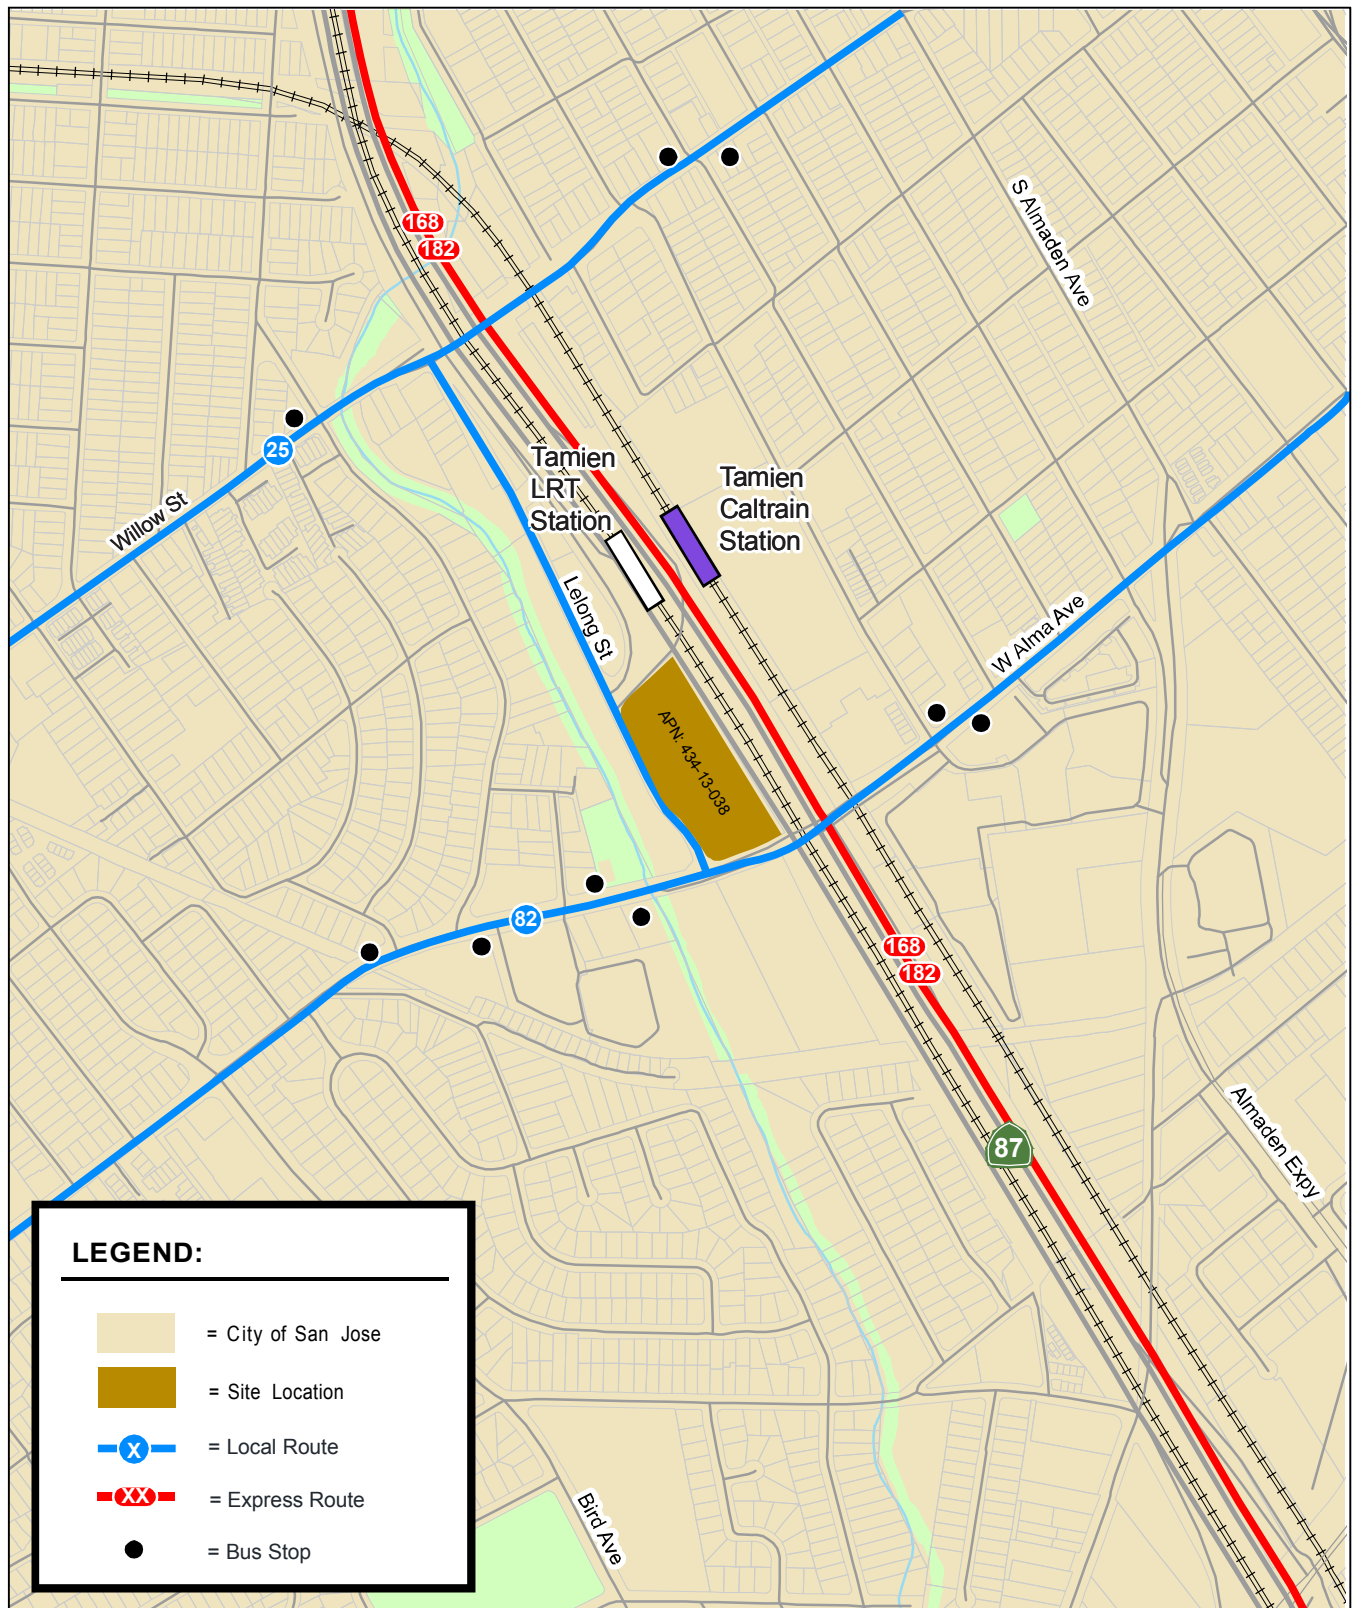 S Almaden Ave
168
182
25
Willow St
Tamien
LRT
Station
Tamien
Caltrain
Station
Lelong St
W Alma Ave
APN: 434-13-038
82
168
182
87
Almaden Expy
Bird Ave
LEGEND:
= City of San Jose
= Site Location
X
= Local Route
XX
= Express Route
= Bus Stop